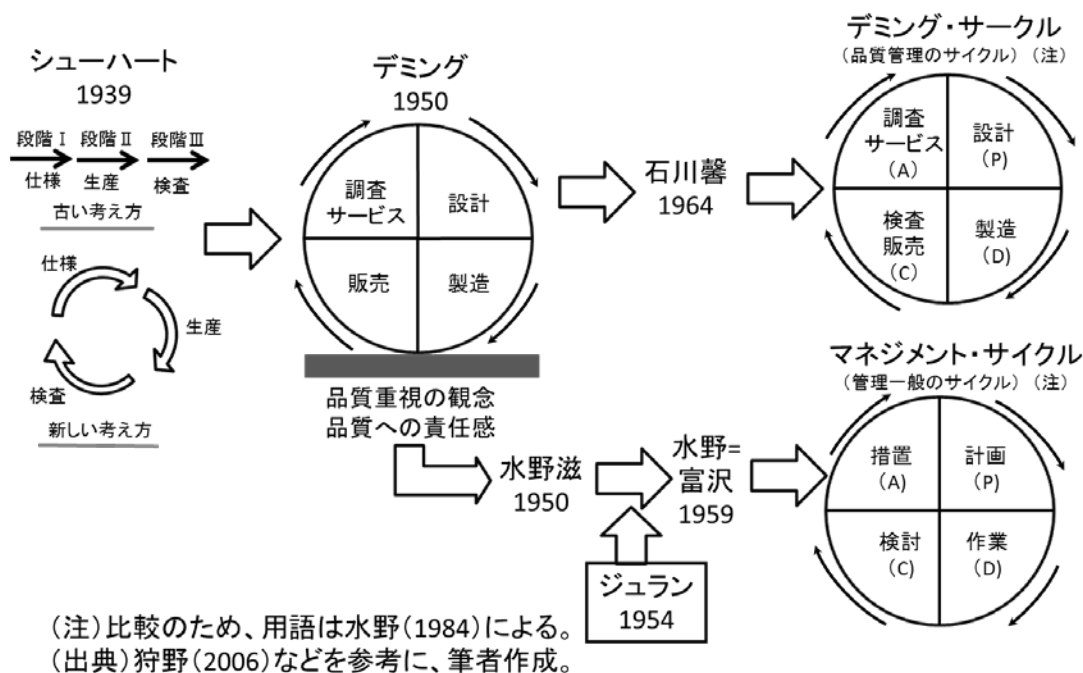 シューハート
1939
段階Ⅰ 段階Ⅱ 段階Ⅲ
仕様 生産 検査
古い考え方
仕様
生産
検査
新しい考え方
デミング
1950
調査
サービス
設計
販売
製造
品質重視の観念
品質への責任感
石川馨
1964
デミング・サークル
(品質管理のサイクル) (注)
調査
サービス
(A)
設計
(P)
検査
販売
(C)
製造
(D)
水野滋
1950
水野=
富沢
1959
ジュラン
1954
マネジメント・サイクル
(管理一般のサイクル) (注)
措置
(A)
計画
(P)
検討
(C)
作業
(D)
(注)比較のため、用語は水野(1984)による。
(出典)狩野(2006)などを参考に、筆者作成。